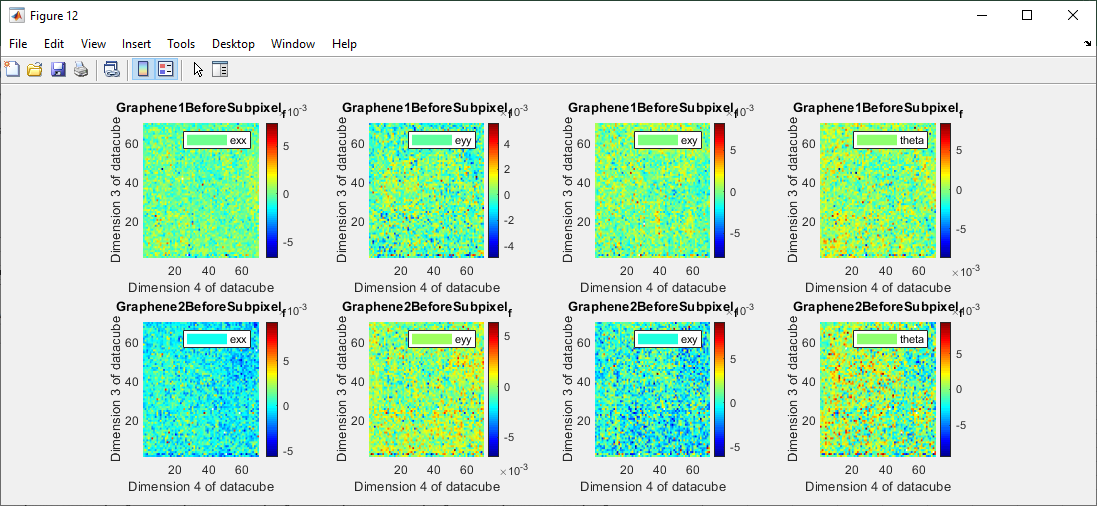 Figure 12
File Edit View Insert Tools Desktop Window Help
Graphene1BeforeSubpixel_f ×10-3 Graphene1BeforeSubpixel_f ×10-3 Graphene1BeforeSubpixel_f ×10-3 Graphene1BeforeSubpixel_f
exx eyy exy theta
Dimension 3 of datacube
60
40
20
20 40 60
Dimension 4 of datacube
5
0
-5
Dimension 3 of datacube
60
40
20
20 40 60
Dimension 4 of datacube
4
2
0
-2
-4
Dimension 3 of datacube
60
40
20
20 40 60
Dimension 4 of datacube
5
0
-5
Dimension 3 of datacube
60
40
20
20 40 60
Dimension 4 of datacube
5
0
-5
×10-3
Graphene2BeforeSubpixel_f ×10-3 Graphene2BeforeSubpixel_f Graphene2BeforeSubpixel_f ×10-3 Graphene2BeforeSubpixel_f
exx eyy exy theta
Dimension 3 of datacube
60
40
20
20 40 60
Dimension 4 of datacube
5
0
-5
Dimension 3 of datacube
60
40
20
20 40 60
Dimension 4 of datacube
5
0
-5
×10-3
Dimension 3 of datacube
60
40
20
20 40 60
Dimension 4 of datacube
5
0
-5
Dimension 3 of datacube
60
40
20
20 40 60
Dimension 4 of datacube
5
0
-5
×10-3